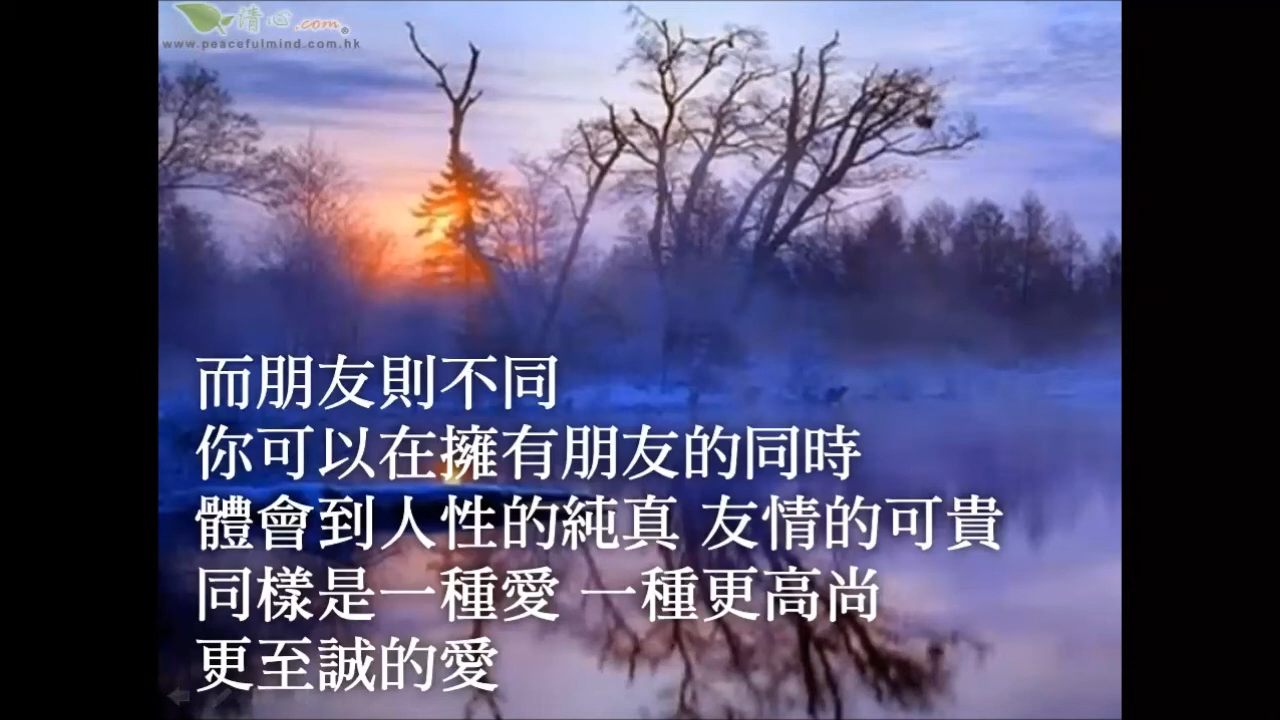 情心.com®
www.peacefulmind.com.hk
而朋友則不同
你可以在擁有朋友的同時
體會到人性的純真 友情的可貴
同樣是一種愛 一種更高尚
更至誠的愛